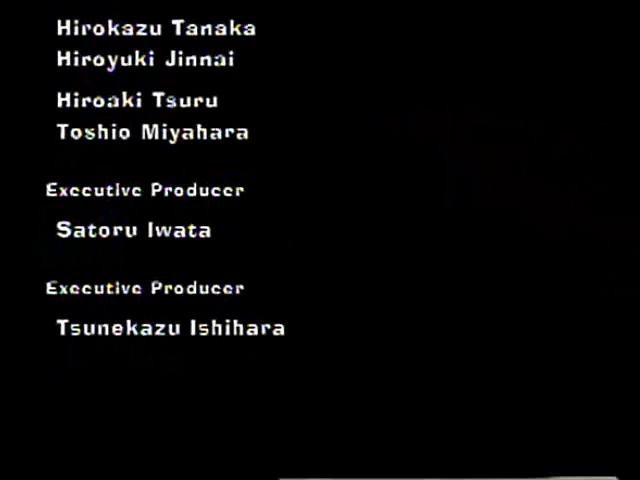 Hirokazu Tanaka
Hiroyuki Jinnai
Hiroaki Tsuru
Toshio Miyahara
Executive Producer
Satoru Iwata
Executive Producer
Tsunekazu Ishihara